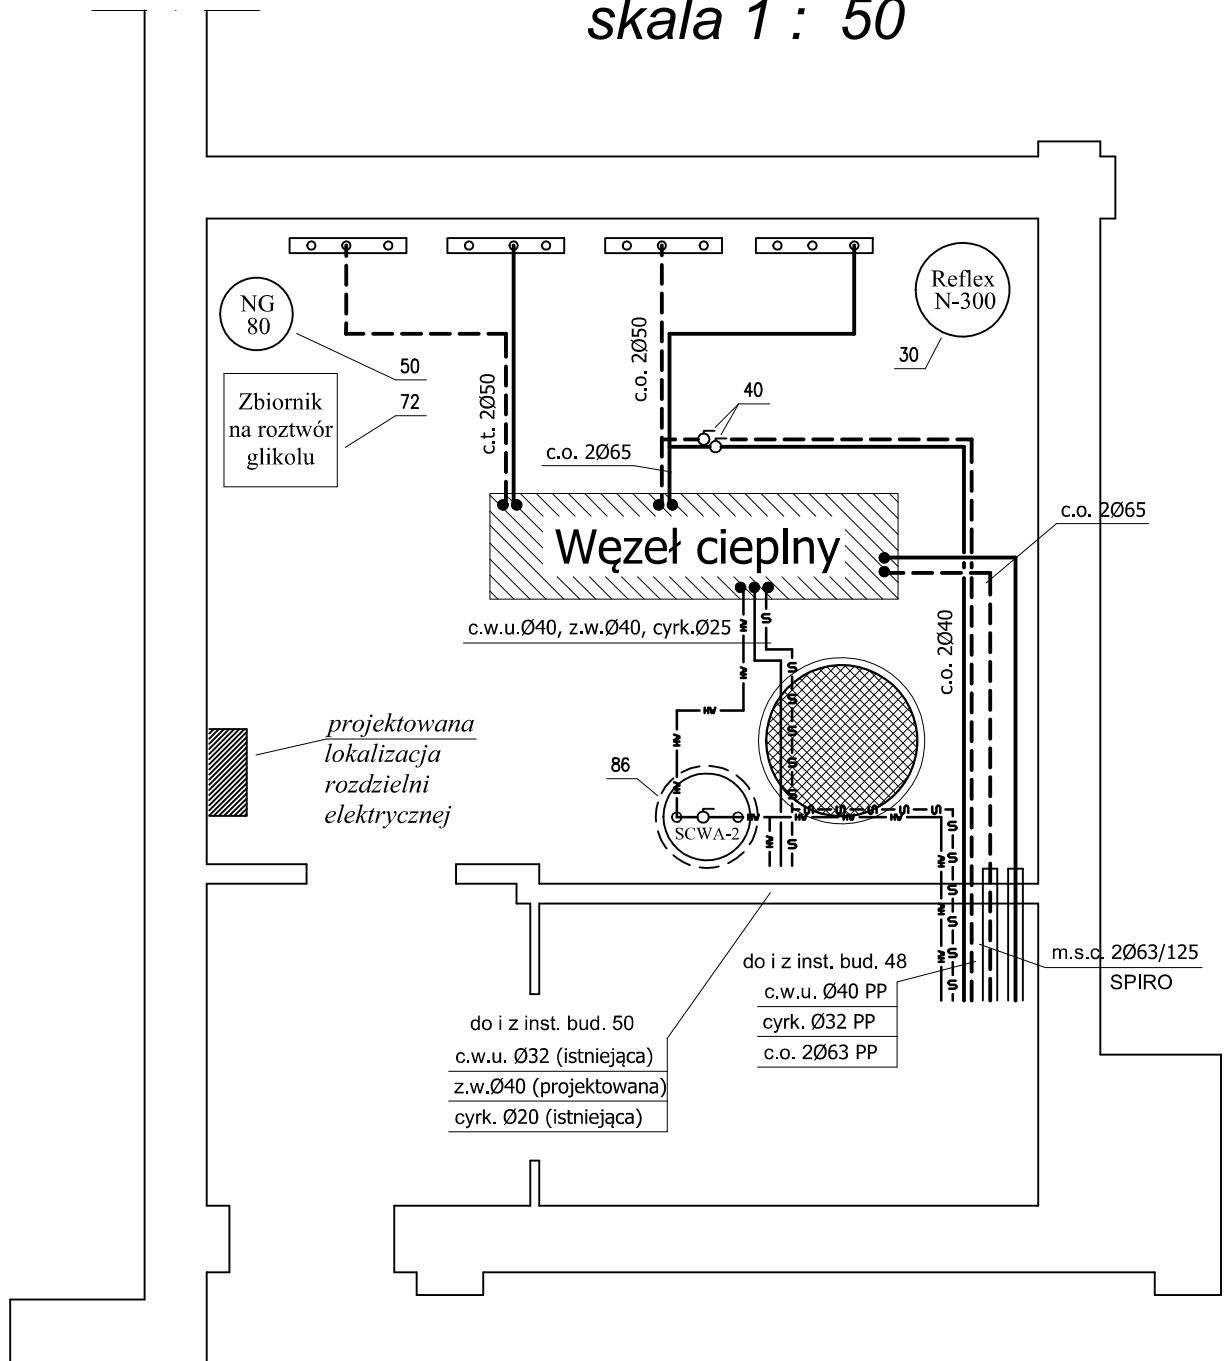 skala 1 : 50
NG
80
Reflex
N-300
50
72
30
40
Zbiornik
na roztwór
glikolu
c.t. 2Ø50
c.o. 2Ø50
c.o. 2Ø65
c.o. 2Ø65
Węzeł cieplny
c.w.u.Ø40, z.w.Ø40, cyrk.Ø25
c.o. 2Ø40
projektowana
lokalizacja
rozdzielni
elektrycznej
86
SCWA-2
do i z inst. bud. 48
c.w.u. Ø40 PP
cyrk. Ø32 PP
c.o. 2Ø63 PP
m.s.c. 2Ø63/125
SPIRO
do i z inst. bud. 50
c.w.u. Ø32 (istniejąca)
z.w.Ø40 (projektowana)
cyrk. Ø20 (istniejąca)